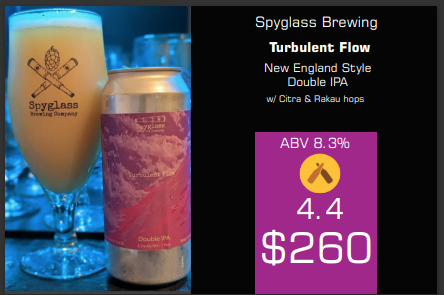 Spyglass
Brewing Company
Spyglass
Turbulent Flow
Double IPA
Spyglass Brewing
Turbulent Flow
New England Style
Double IPA
w/ Citra & Rakau hops
ABV 8.3%
4.4
$260